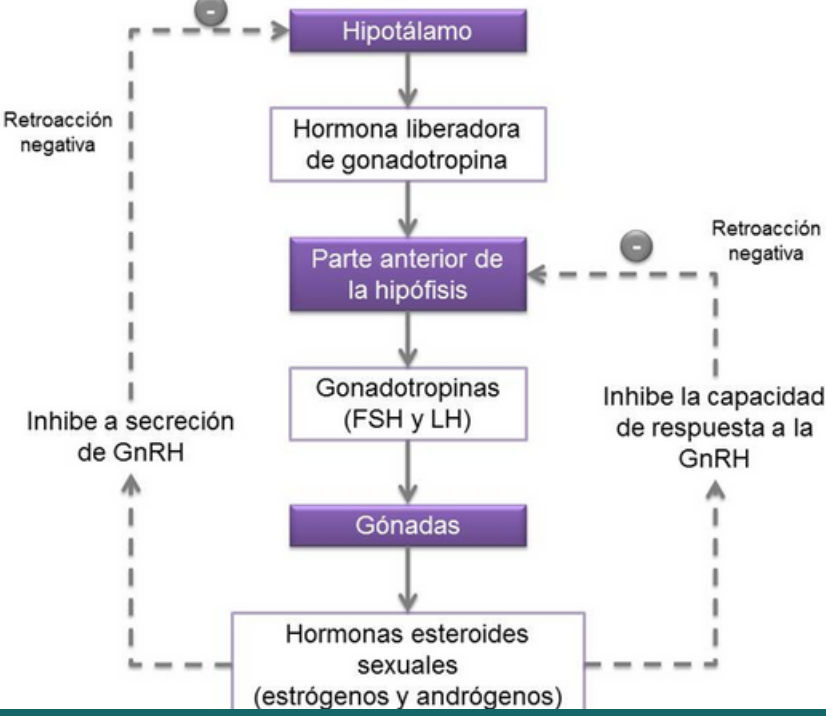 -
Hipotálamo
Retroacción
negativa
Hormona liberadora
de gonadotropina
Parte anterior de
la hipófisis
-
Retroacción
negativa
Gonadotropinas
(FSH y LH)
Inhibe a secreción
de GnRH
Inhibe la capacidad
de respuesta a la
GnRH
Gónadas
Hormonas esteroides
sexuales
(estrógenos y andrógenos)